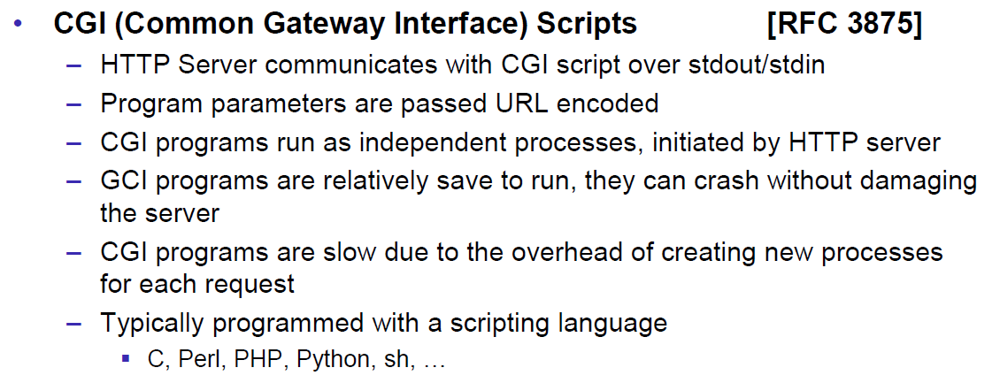 • CGI (Common Gateway Interface) Scripts [RFC 3875]
– HTTP Server communicates with CGI script over stdout/stdin
– Program parameters are passed URL encoded
– CGI programs run as independent processes, initiated by HTTP server
– GCI programs are relatively save to run, they can crash without damaging
the server
– CGI programs are slow due to the overhead of creating new processes
for each request
– Typically programmed with a scripting language
▪ C, Perl, PHP, Python, sh, …